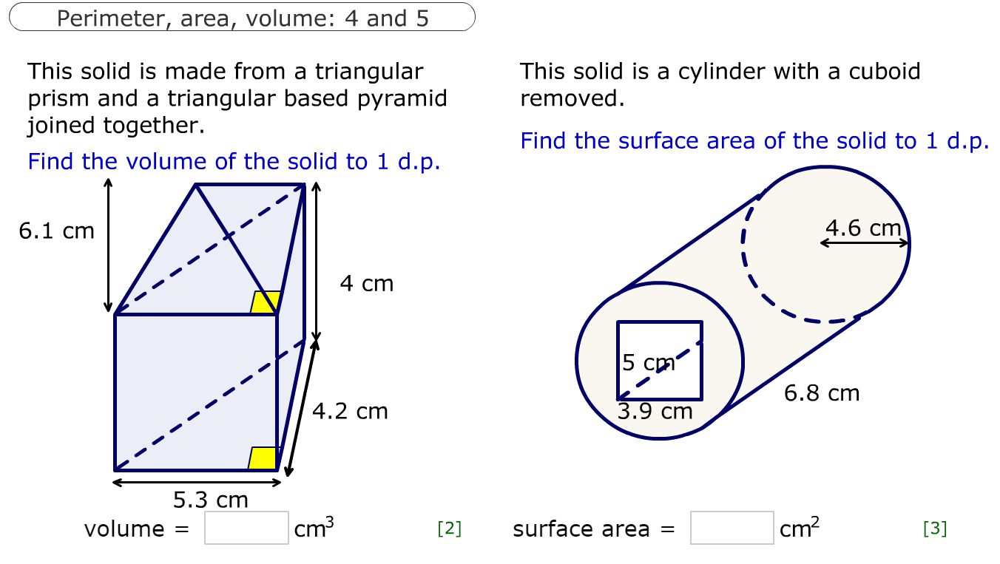 Perimeter, area, volume: 4 and 5
This solid is made from a triangular
prism and a triangular based pyramid
joined together.
Find the volume of the solid to 1 d.p.
6.1 cm
4 cm
4.2 cm
5.3 cm
volume = cm³ [2]
This solid is a cylinder with a cuboid
removed.
Find the surface area of the solid to 1 d.p.
4.6 cm
5 cm
3.9 cm
6.8 cm
surface area = cm² [3]